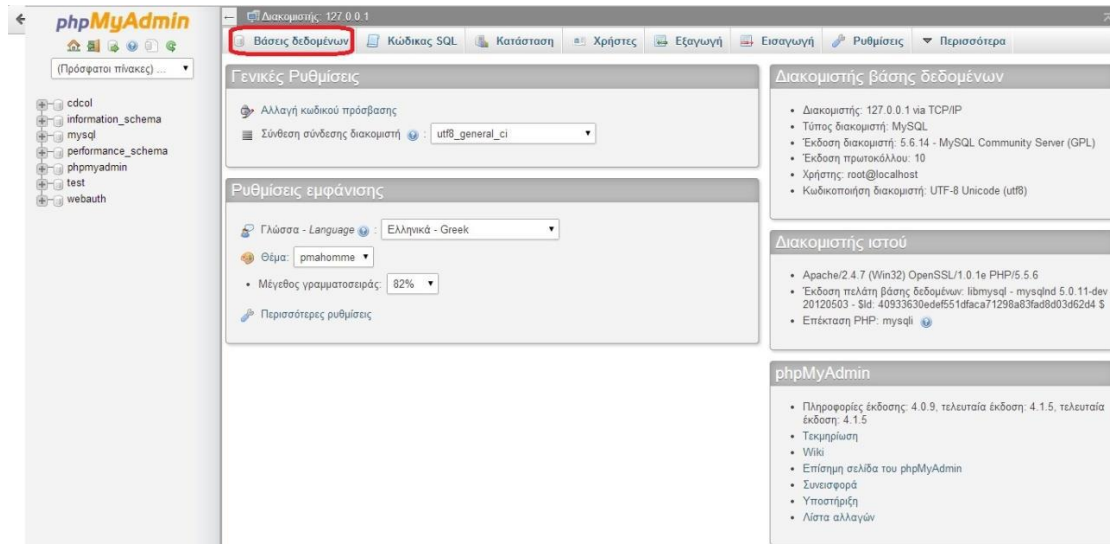 phpMyAdmin
(Πρόσφατοι πίνακες) ...
cdcol
information_schema
mysql
performance_schema
phpmyadmin
test
webauth
Διακομιστής: 127.0.0.1
Βάσεις δεδομένων Κώδικας SQL Κατάσταση Χρήστες Εξαγωγή Εισαγωγή Ρυθμίσεις Περισσότερα
Γενικές Ρυθμίσεις
Αλλαγή κωδικού πρόσβασης
Σύνθεση σύνδεσης διακομιστή : utf8_general_ci
Ρυθμίσεις εμφάνισης
Γλώσσα - Language : Ελληνικά - Greek
Θέμα: pmahomme
• Μέγεθος γραμματοσειράς: 82%
Περισσότερες ρυθμίσεις
Διακομιστής βάσης δεδομένων
• Διακομιστής: 127.0.0.1 via TCP/IP
• Τύπος διακομιστή: MySQL
• Έκδοση διακομιστή: 5.6.14 - MySQL Community Server (GPL)
• Έκδοση πρωτοκόλλου: 10
• Χρήστης: root@localhost
• Κωδικοποίηση διακομιστή: UTF-8 Unicode (utf8)
Διακομιστής ιστού
• Apache/2.4.7 (Win32) OpenSSL/1.0.1e PHP/5.5.6
• Έκδοση πελάτη βάσης δεδομένων: libmysql - mysqlnd 5.0.11-dev -
20120503 - $Id: 40933630edef551dfaca71298a83fad8d03d62d4 $
• Επέκταση PHP: mysqli
phpMyAdmin
• Πληροφορίες έκδοσης: 4.0.9, τελευταία έκδοση: 4.1.5, τελευταία
έκδοση: 4.1.5
• Τεκμηρίωση
• Wiki
• Επίσημη σελίδα του phpMyAdmin
• Συνεισφορά
• Υποστήριξη
• Λίστα αλλαγών